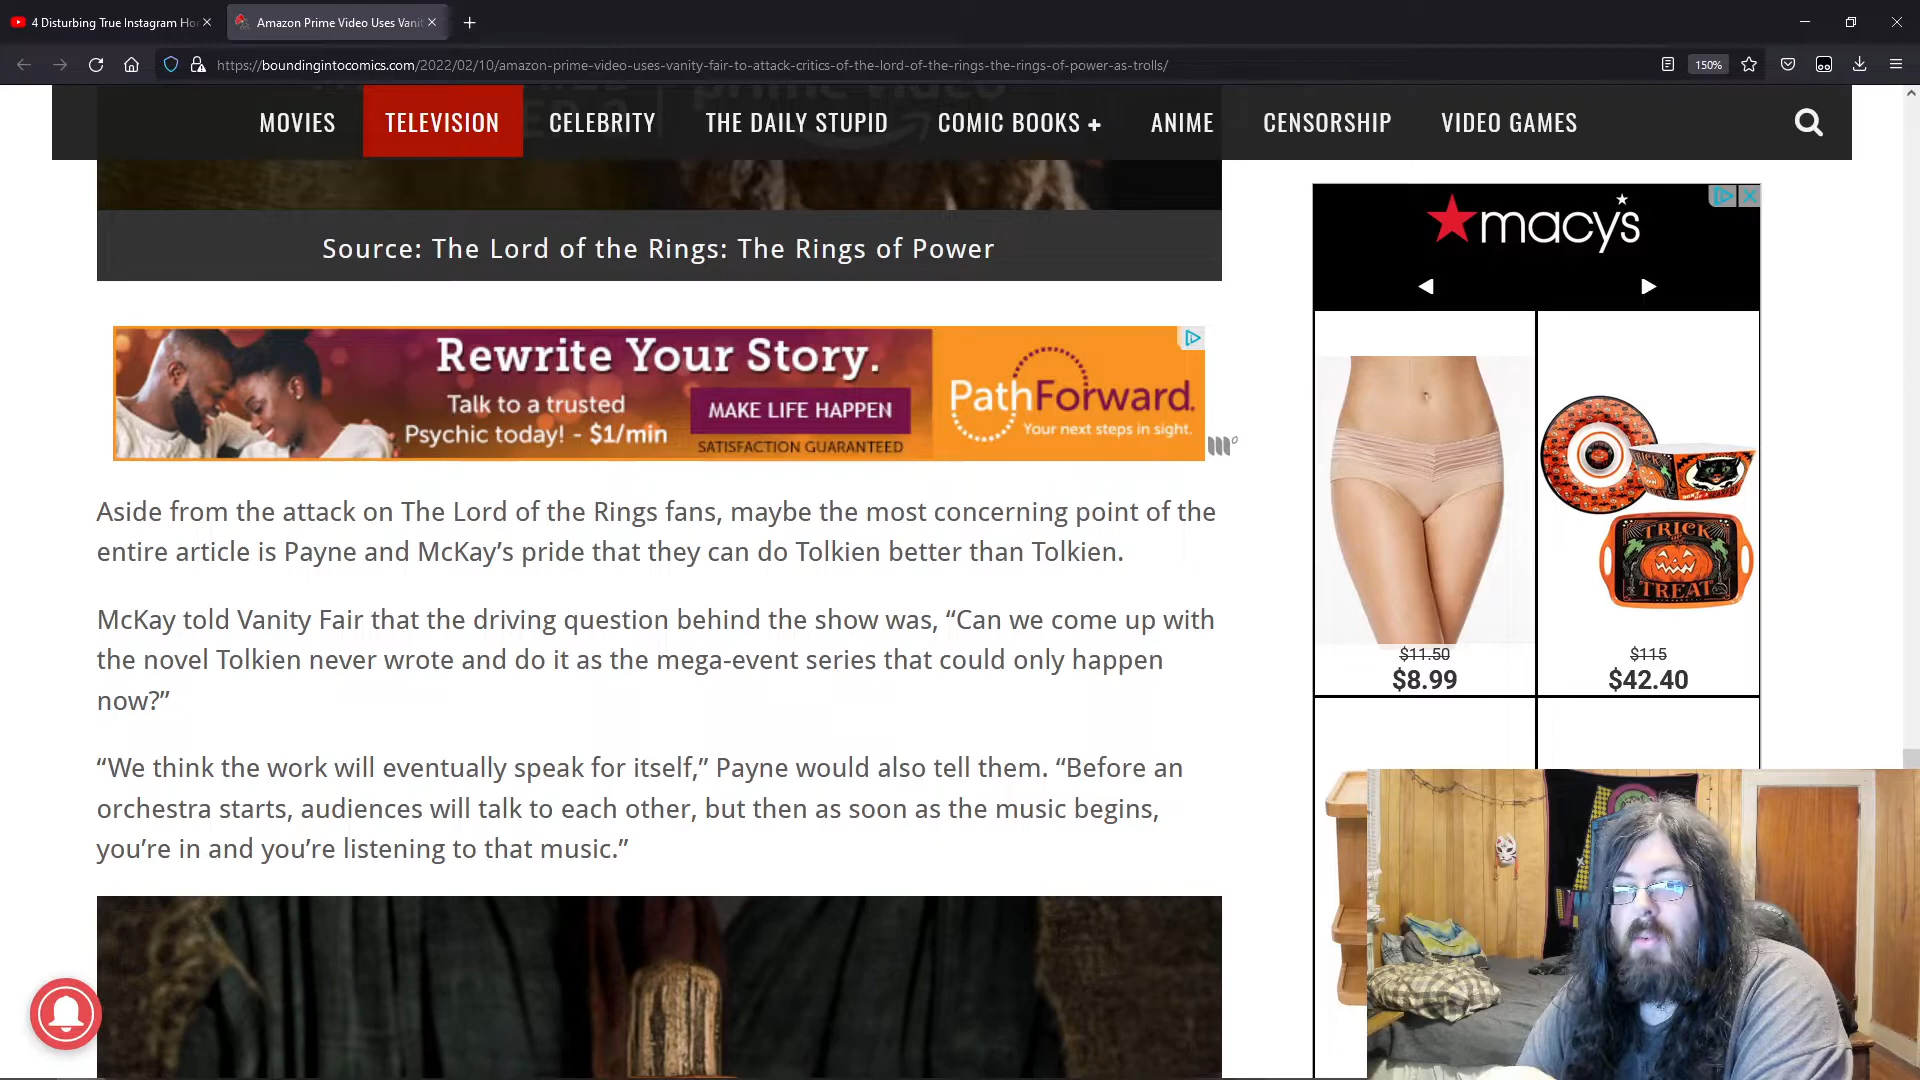 4 Disturbing True Instagram Hor
Amazon Prime Video Uses Vani
https://boundingintocomics.com/2022/02/10/amazon-prime-video-uses-vanity-fair-to-attack-critics-of-the-lord-of-the-rings-the-rings-of-power-as-trolls/
150%
MOVIES
TELEVISION
CELEBRITY
THE DAILY STUPID
COMIC BOOKS +
ANIME
CENSORSHIP
VIDEO GAMES
Source: The Lord of the Rings: The Rings of Power
Rewrite Your Story.
Talk to a trusted
Psychic today! - $1/min
MAKE LIFE HAPPEN
SATISFACTION GUARANTEED
PathForward.
Your next steps in sight.
Aside from the attack on The Lord of the Rings fans, maybe the most concerning point of the
entire article is Payne and McKay’s pride that they can do Tolkien better than Tolkien.
McKay told Vanity Fair that the driving question behind the show was, “Can we come up with
the novel Tolkien never wrote and do it as the mega-event series that could only happen
now?”
“We think the work will eventually speak for itself,” Payne would also tell them. “Before an
orchestra starts, audiences will talk to each other, but then as soon as the music begins,
you’re in and you’re listening to that music.”
macys
TRICK
TREAT
$11.50
$8.99
$115
$42.40